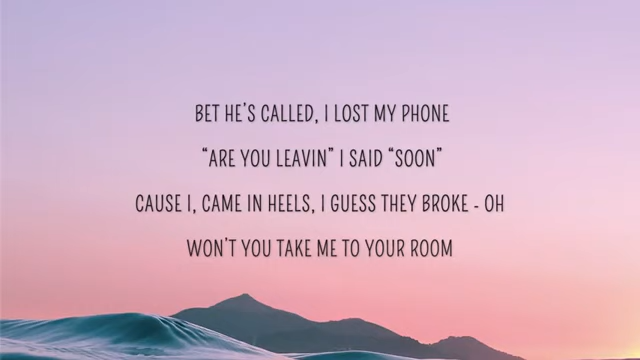 BET HE'S CALLED, I LOST MY PHONE
“ARE YOU LEAVIN” I SAID “SOON”
CAUSE I, CAME IN HEELS, I GUESS THEY BROKE - OH
WON'T YOU TAKE ME TO YOUR ROOM